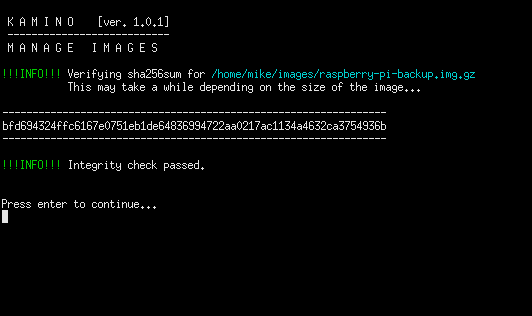 K A M I N O [ver. 1.0.1]
---------------------------
M A N A G E I M A G E S
!!!INFO!!! Verifying sha256sum for /home/mike/images/raspberry-pi-backup.img.gz
This may take a while depending on the size of the image...
----------------------------------------------------------------
bfd694324ffc6167e0751eb1de64836994722aa0217ac1134a4632ca3754936b
----------------------------------------------------------------
!!!INFO!!! Integrity check passed.
Press enter to continue...